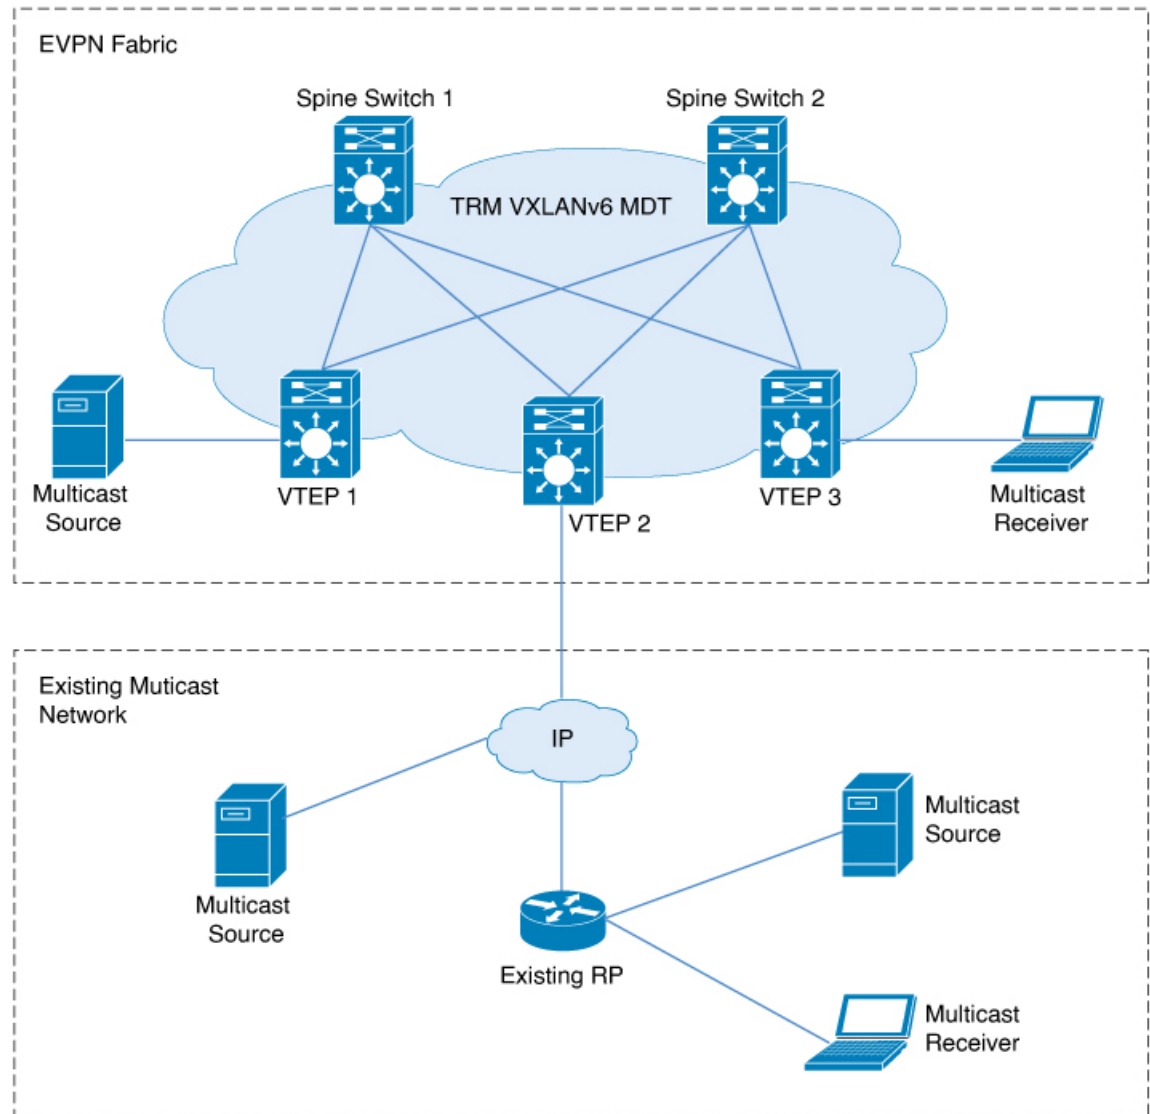 EVPN Fabric
Spine Switch 1
Spine Switch 2
TRM VXLANv6 MDT
Multicast
Source
VTEP 1
VTEP 2
VTEP 3
Multicast
Receiver
Existing Muticast
Network
IP
Multicast
Source
Multicast
Source
Existing RP
Multicast
Receiver